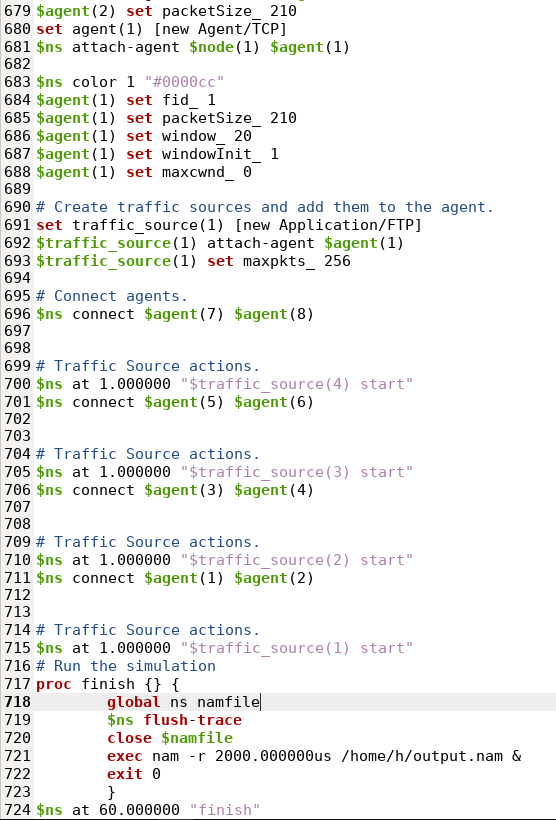 679 $agent(2) set packetSize_ 210
680 set agent(1) [new Agent/TCP]
681 $ns attach-agent $node(1) $agent(1)
682
683 $ns color 1 "#0000cc"
684 $agent(1) set fid_ 1
685 $agent(1) set packetSize_ 210
686 $agent(1) set window_ 20
687 $agent(1) set windowInit_ 1
688 $agent(1) set maxcwnd_ 0
689
690 # Create traffic sources and add them to the agent.
691 set traffic_source(1) [new Application/FTP]
692 $traffic_source(1) attach-agent $agent(1)
693 $traffic_source(1) set maxpkts_ 256
694
695 # Connect agents.
696 $ns connect $agent(7) $agent(8)
697
698
699 # Traffic Source actions.
700 $ns at 1.000000 "$traffic_source(4) start"
701 $ns connect $agent(5) $agent(6)
702
703
704 # Traffic Source actions.
705 $ns at 1.000000 "$traffic_source(3) start"
706 $ns connect $agent(3) $agent(4)
707
708
709 # Traffic Source actions.
710 $ns at 1.000000 "$traffic_source(2) start"
711 $ns connect $agent(1) $agent(2)
712
713
714 # Traffic Source actions.
715 $ns at 1.000000 "$traffic_source(1) start"
716 # Run the simulation
717 proc finish {} {
718         global ns namfile
719         $ns flush-trace
720         close $namfile
721         exec nam -r 2000.000000us /home/h/output.nam &
722         exit 0
723         }
724 $ns at 60.000000 "finish"